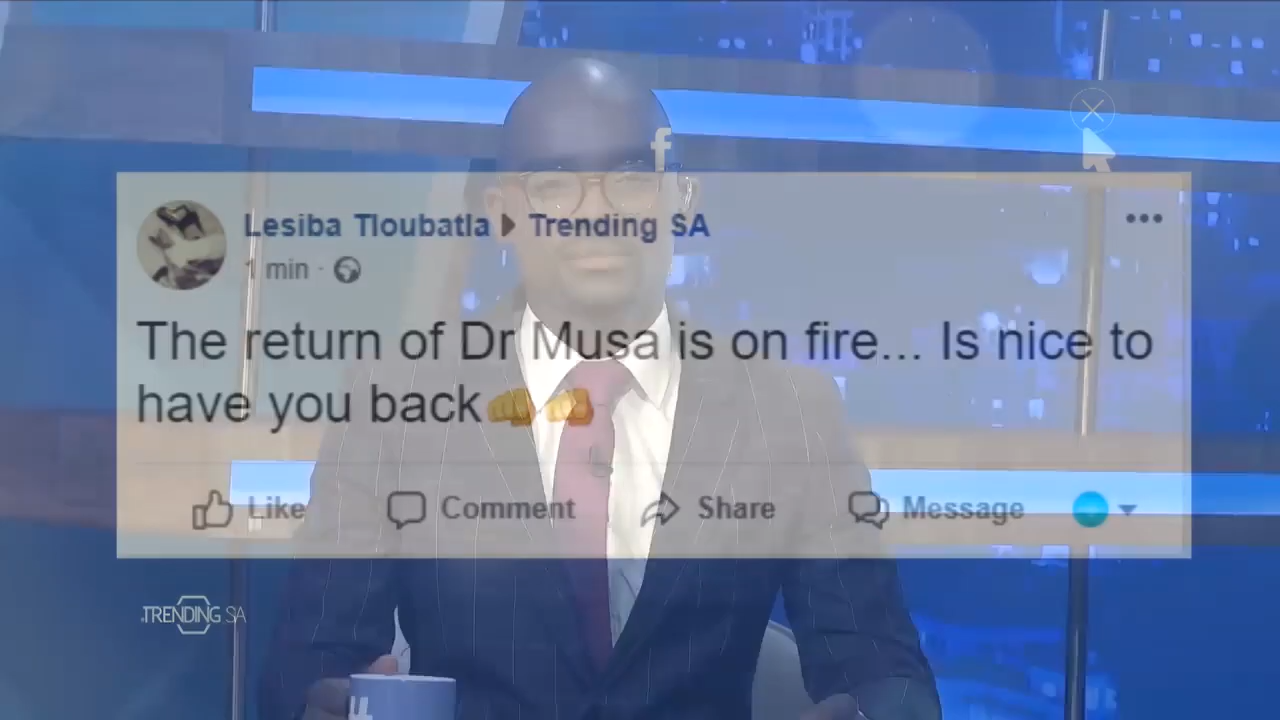 f
Lesiba Tloubatla Trending SA
1 min ·
The return of Dr Musa is on fire... Is nice to
have you back
Like Comment Share Message
.TRENDING SA
#